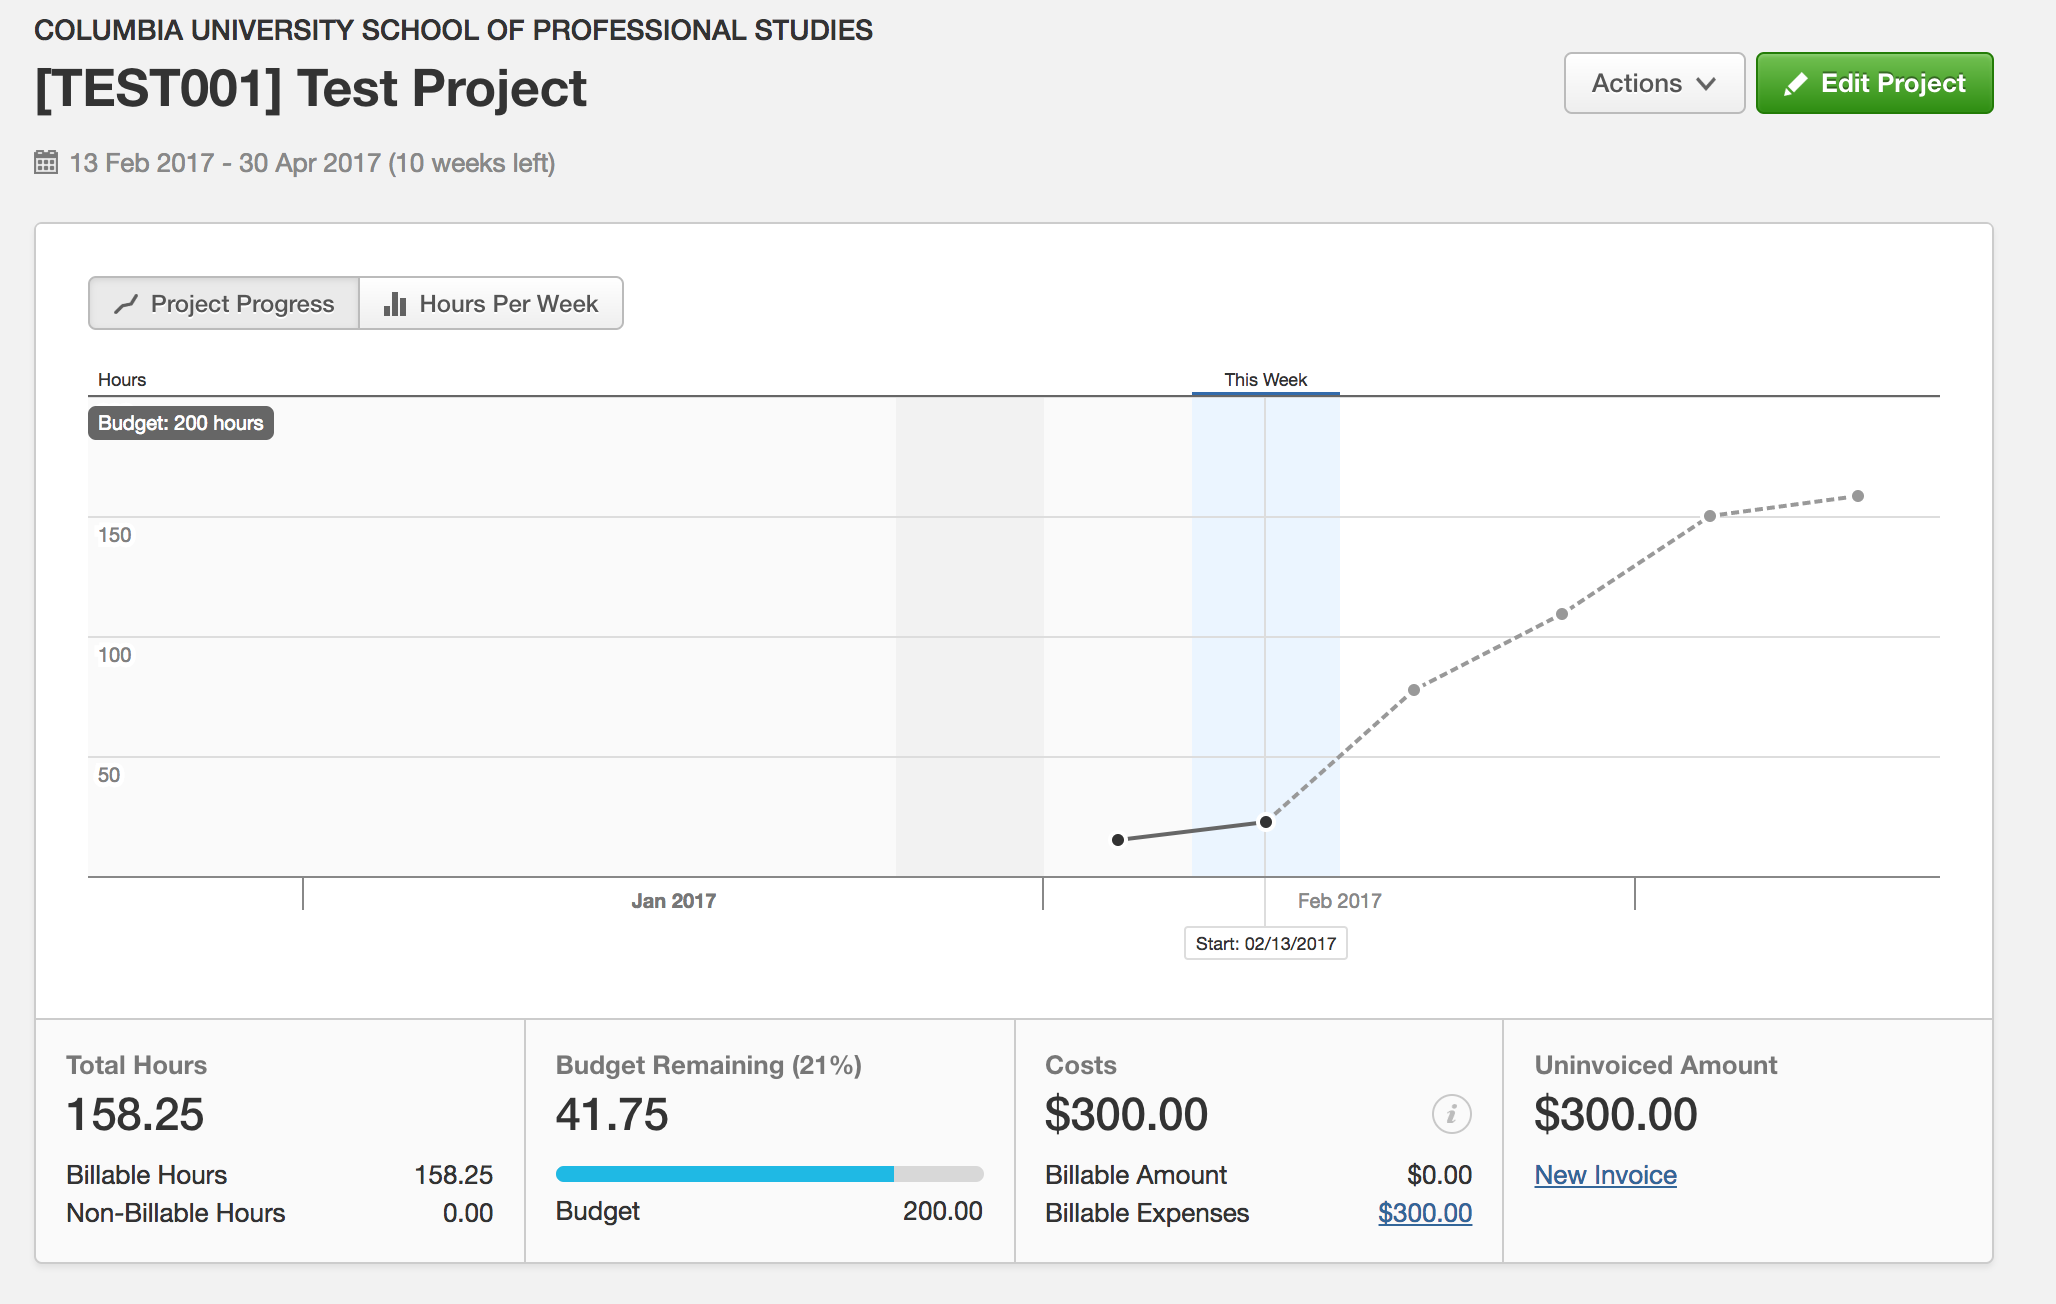 COLUMBIA UNIVERSITY SCHOOL OF PROFESSIONAL STUDIES
[TEST001] Test Project
Actions
Edit Project
13 Feb 2017 - 30 Apr 2017 (10 weeks left)
Project Progress
Hours Per Week
Hours
This Week
Budget: 200 hours
150
100
50
Jan 2017
Feb 2017
Start: 02/13/2017
Total Hours
158.25
Billable Hours 158.25
Non-Billable Hours 0.00
Budget Remaining (21%)
41.75
Budget 200.00
Costs
$300.00
i
Billable Amount $0.00
Billable Expenses $300.00
Uninvoiced Amount
$300.00
New Invoice